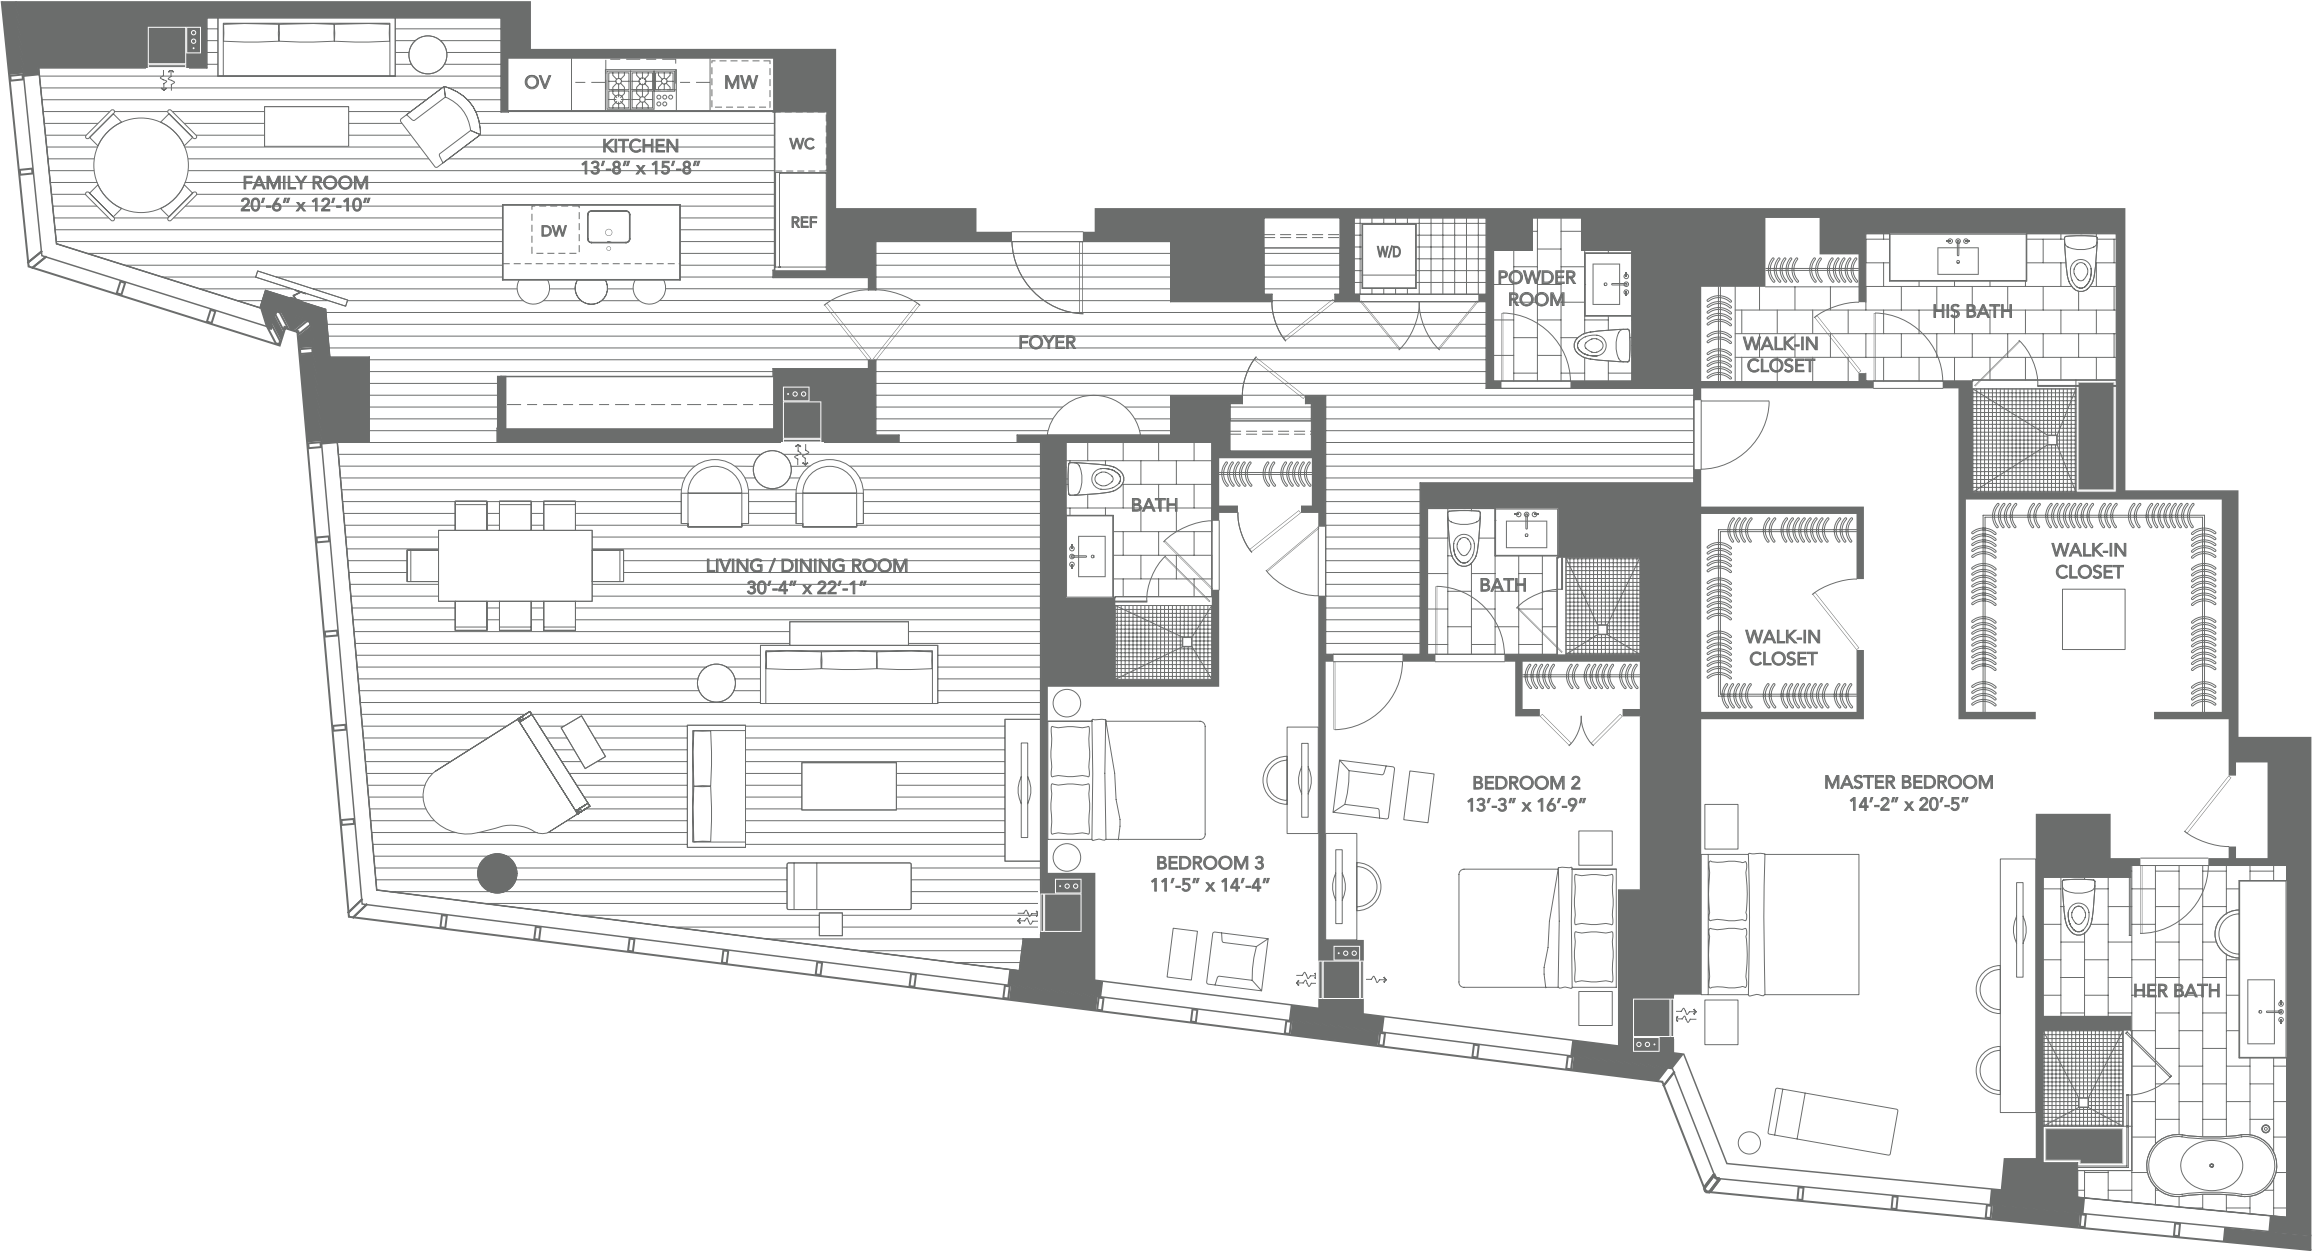 OV
MW
KITCHEN
13'-8" x 15'-8"
WC
FAMILY ROOM
20'-6" x 12'-10"
DW
REF
FOYER
W/D
POWDER
ROOM
HIS BATH
WALK-IN
CLOSET
LIVING / DINING ROOM
30'-4" x 22'-1"
BATH
BATH
WALK-IN
CLOSET
WALK-IN
CLOSET
BEDROOM 3
11'-5" x 14'-4"
BEDROOM 2
13'-3" x 16'-9"
MASTER BEDROOM
14'-2" x 20'-5"
HER BATH